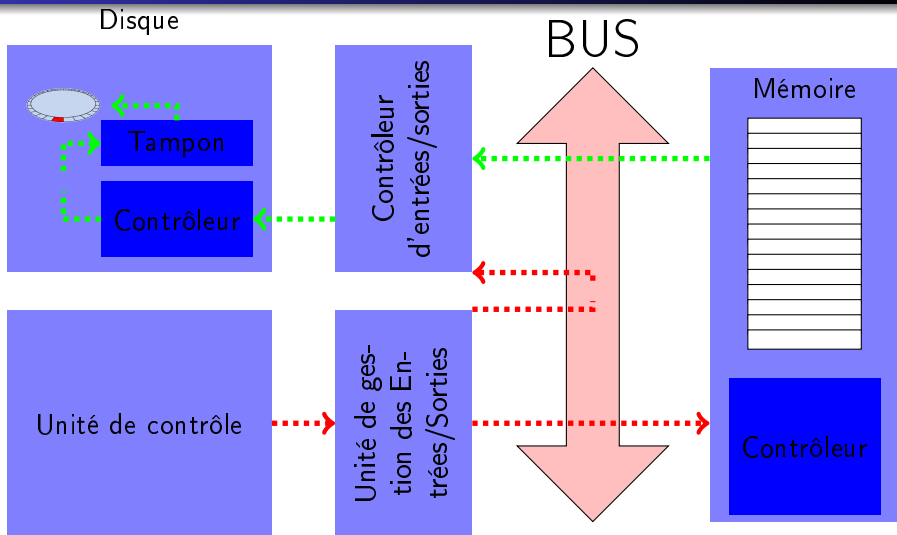 Disque
Tampon
Contrôleur
Contrôleur
d'entrées/sorties
BUS
Mémoire
Contrôleur
Unité de contrôle
Unité de ges-
tion des En-
trées/Sorties